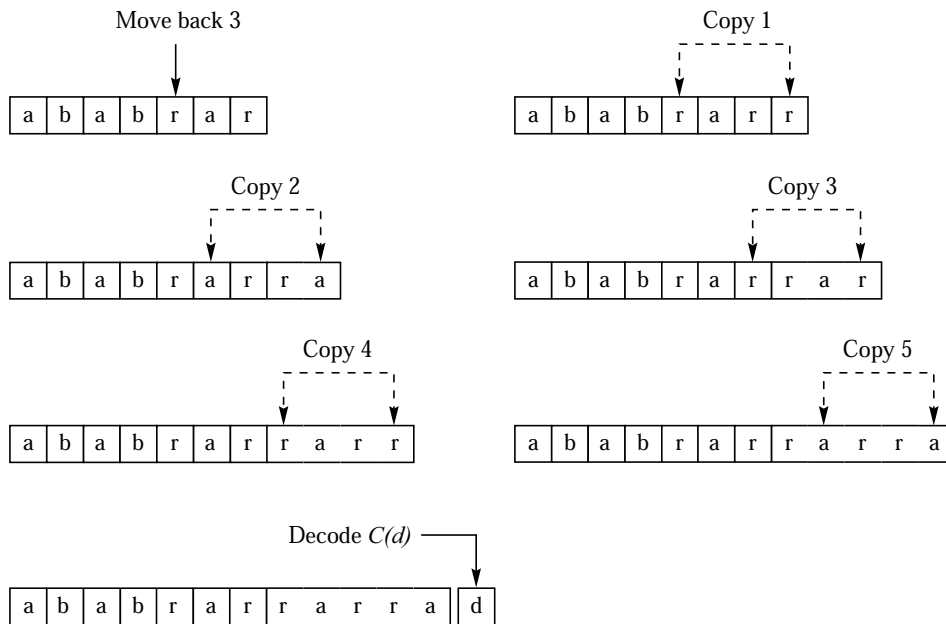 Move back 3
Copy 1
a b a b r a r
a b a b r a r r
Copy 2
Copy 3
a b a b r a r r a
a b a b r a r r a r
Copy 4
Copy 5
a b a b r a r r a r r
a b a b r a r r a r r a
Decode C(d)
a b a b r a r r a r r a d